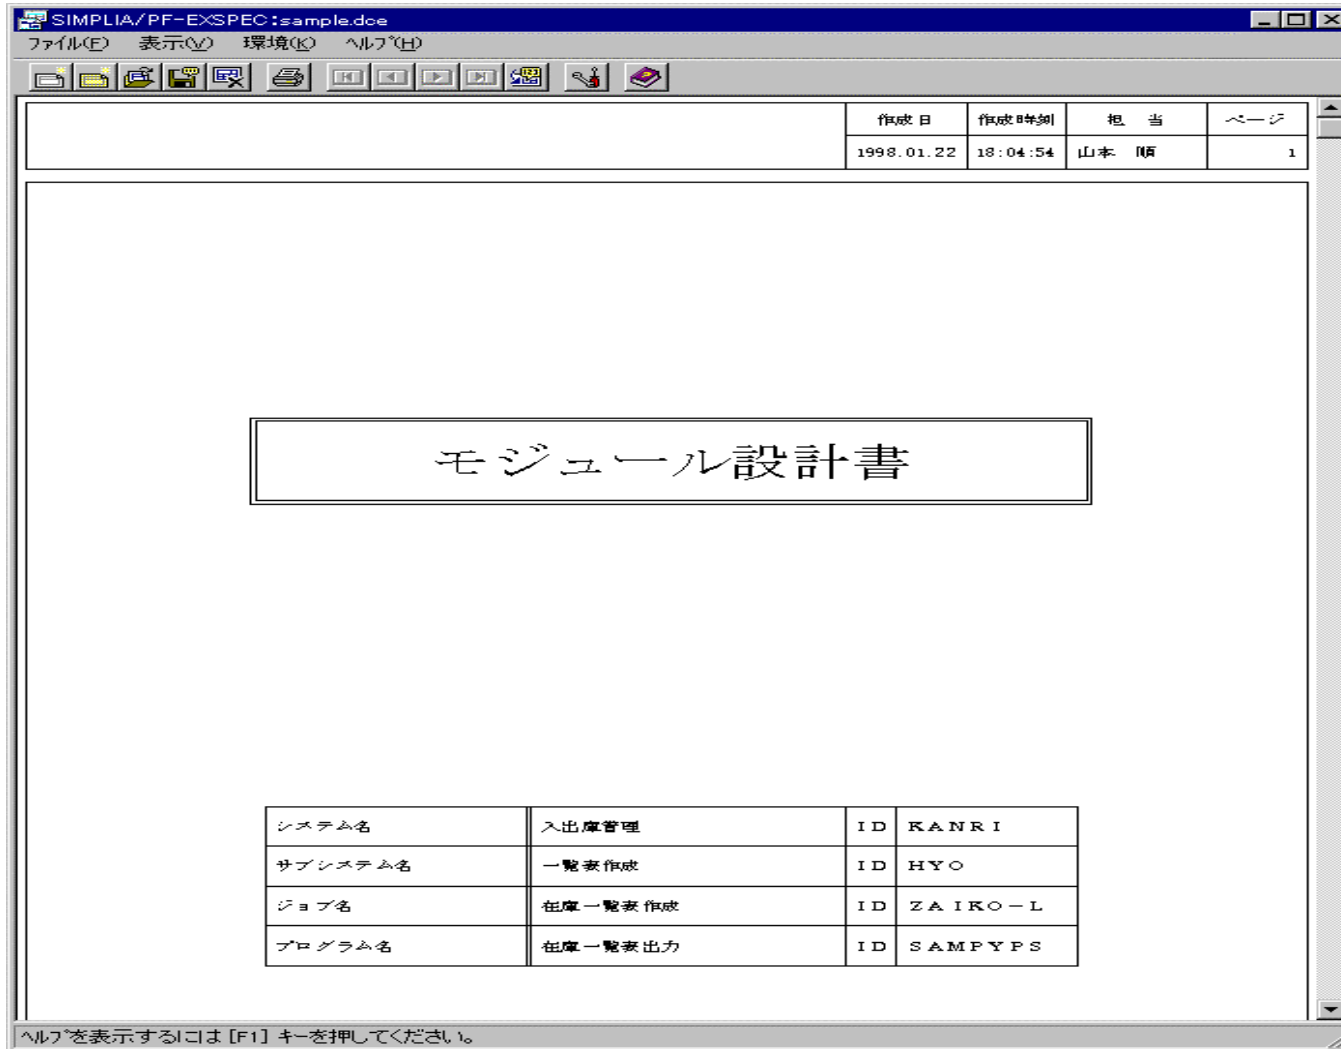 SIMPLIA/PF-EXSPEC:sample.dce
ファイル(F) 表示(V) 環境(K) ヘルプ(H)
作成日 作成時刻 担 当 ページ
1998.01.22 18:04:54 山本 順 1
モジュール設計書
システム名 入出庫管理 ID KANRI
サブシステム名 一覧表作成 ID HYO
ジョブ名 在庫一覧表作成 ID ZAIKO-L
プログラム名 在庫一覧表出力 ID SAMPYPS
ヘルプを表示するには [F1] キーを押してください。